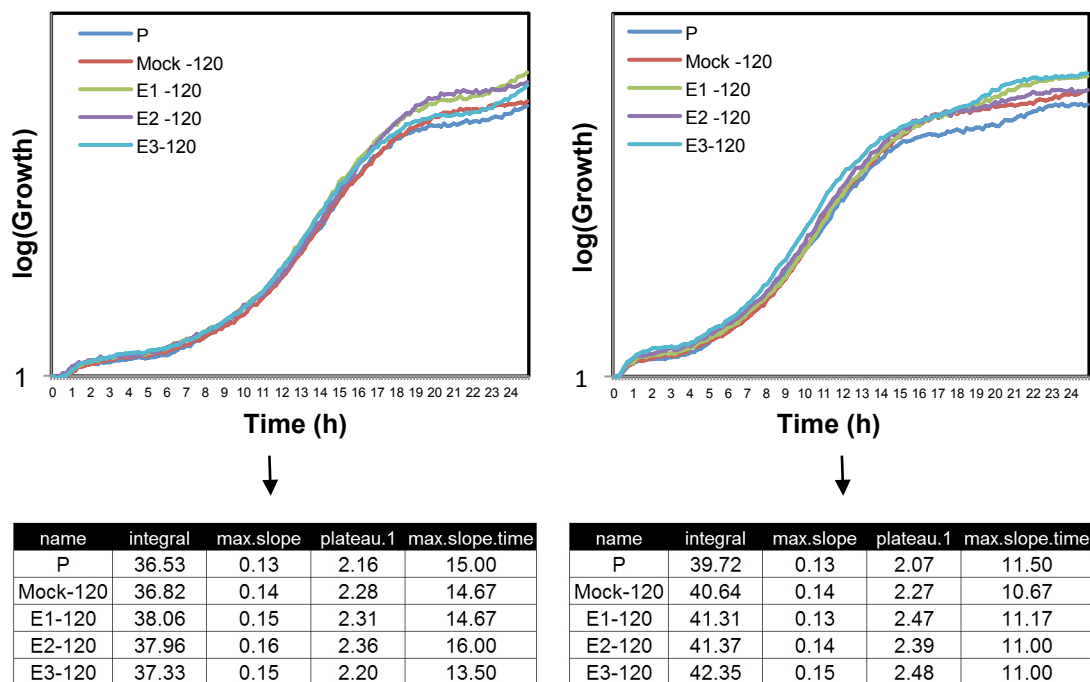 P
Mock -120
E1 -120
E2 -120
E3-120
log(Growth)
1
0 1 2 3 4 5 6 7 9 10 11 12 13 14 15 16 17 18 19 20 21 22 23 24
Time (h)
name integral max.slope plateau.1 max.slope.time
P 36.53 0.13 2.16 15.00
Mock-120 36.82 0.14 2.28 14.67
E1-120 38.06 0.15 2.31 14.67
E2-120 37.96 0.16 2.36 16.00
E3-120 37.33 0.15 2.20 13.50
P
Mock -120
E1 -120
E2 -120
E3-120
log(Growth)
1
0 1 2 3 4 5 6 7 8 9 10 11 12 13 14 15 16 17 18 19 20 21 22 23 24
Time (h)
name integral max.slope plateau.1 max.slope.time
P 39.72 0.13 2.07 11.50
Mock-120 40.64 0.14 2.27 10.67
E1-120 41.31 0.13 2.47 11.17
E2-120 41.37 0.14 2.39 11.00
E3-120 42.35 0.15 2.48 11.00